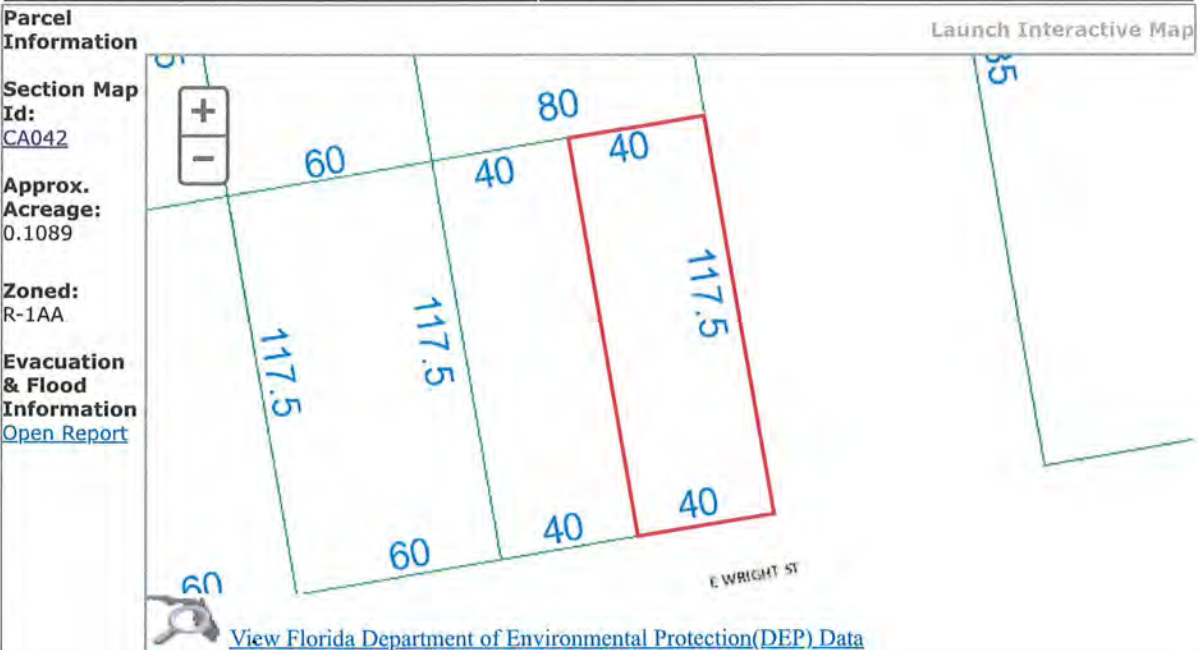 Parcel
Information
Launch Interactive Map
Section Map
Id:
CA042
Approx.
Acreage:
0.1089
Zoned:
R-1AA
Evacuation
& Flood
Information
Open Report
+
−
80
60
40
40
117.5
117.5
117.5
40
40
60
60
E WRIGHT ST
View Florida Department of Environmental Protection(DEP) Data